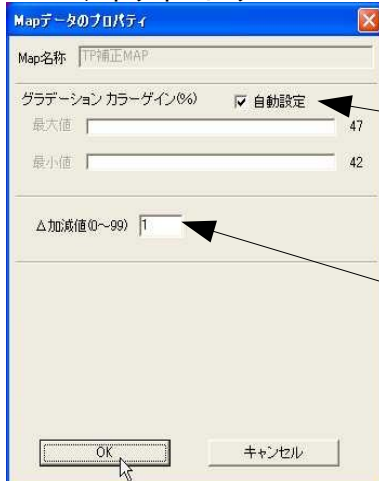 Mapデータのプロパティ
Map名称 TP補正MAP
グラデーション カラーゲイン(%) 自動設定
最大値 47
最小値 42
△加減値(0～99) 1
OK キャンセル